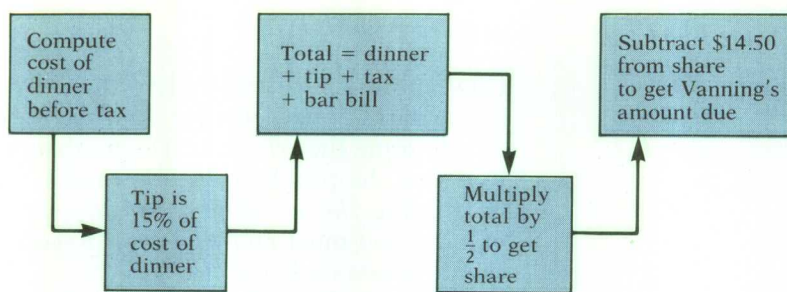 Compute
cost of
dinner
before tax
Tip is
15% of
cost of
dinner
Total = dinner
+ tip + tax
+ bar bill
Multiply
total by
1/2 to get
share
Subtract $14.50
from share
to get Vanning's
amount due